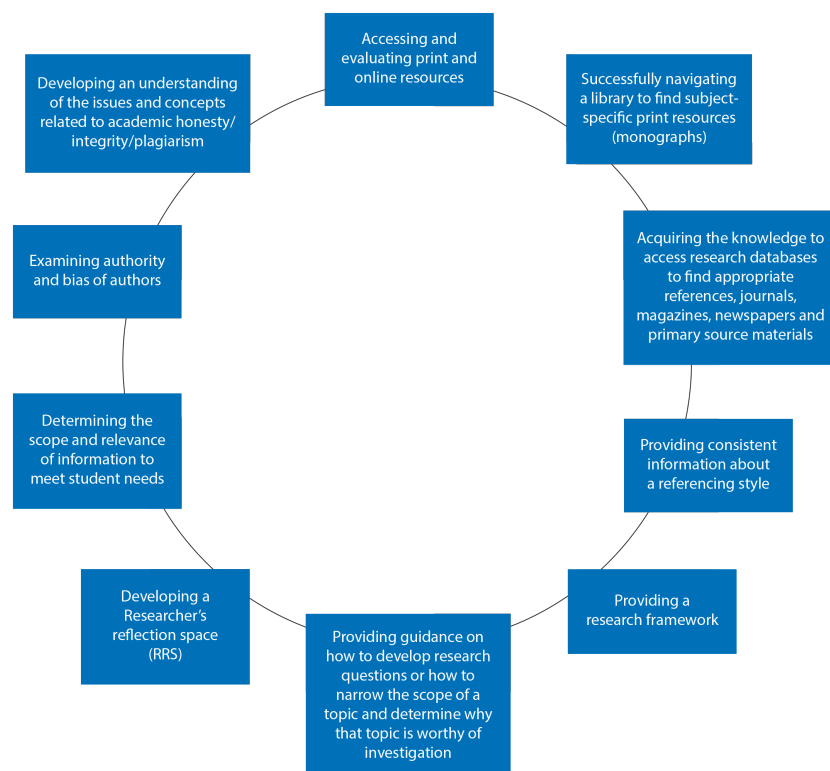 Accessing and
evaluating print and
online resources
Successfully navigating
a library to find subject-
specific print resources
(monographs)
Acquiring the knowledge to
access research databases
to find appropriate
references, journals,
magazines, newspapers and
primary source materials
Providing consistent
information about
a referencing style
Providing a
research framework
Providing guidance on
how to develop research
questions or how to
narrow the scope of a
topic and determine why
that topic is worthy of
investigation
Developing a
Researcher’s
reflection space
(RRS)
Determining the
scope and relevance
of information to
meet student needs
Examining authority
and bias of authors
Developing an understanding
of the issues and concepts
related to academic honesty/
integrity/plagiarism